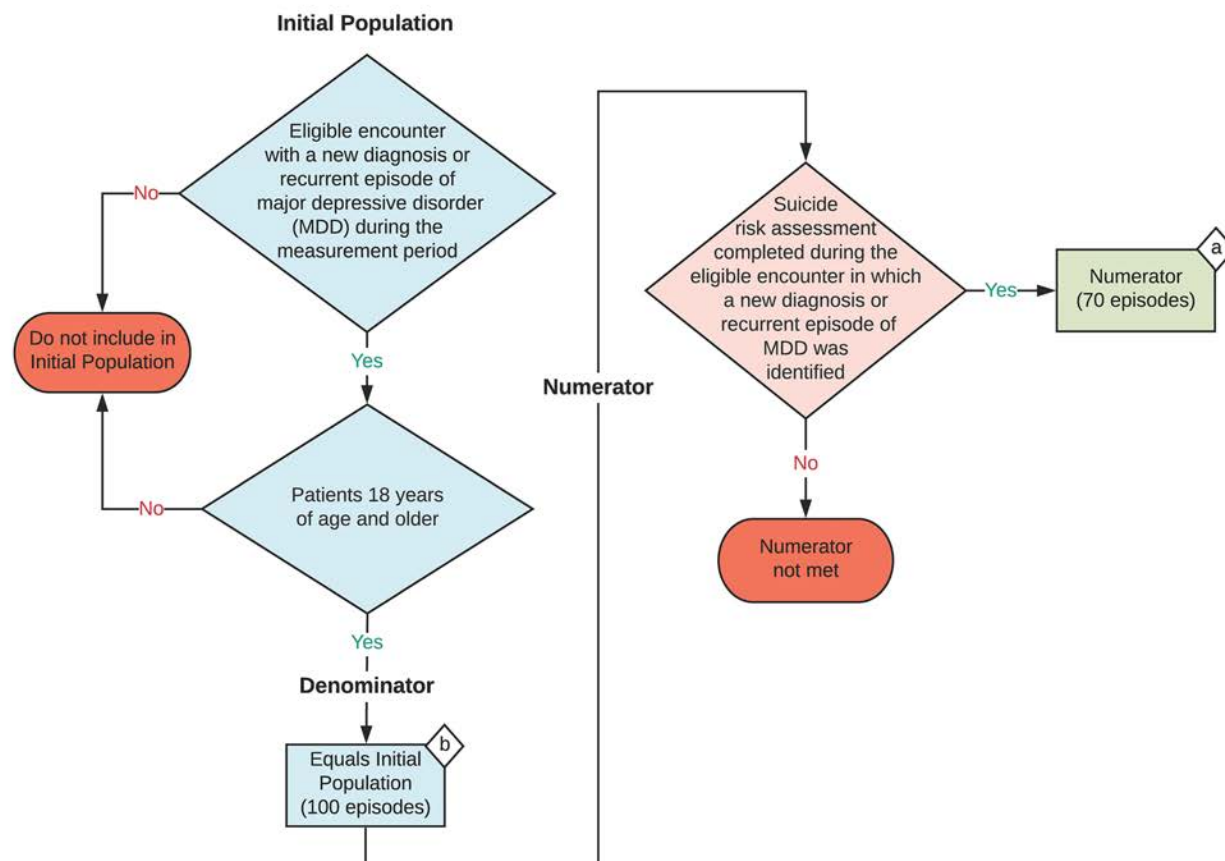 Initial Population
Eligible encounter
with a new diagnosis or
recurrent episode of
major depressive disorder
(MDD) during the
measurement period
No
Do not include in
Initial Population
Yes
Patients 18 years
of age and older
No
Yes
Denominator
b
Equals Initial
Population
(100 episodes)
Numerator
Suicide
risk assessment
completed during the
eligible encounter in which
a new diagnosis or
recurrent episode of
MDD was
identified
Yes
a
Numerator
(70 episodes)
No
Numerator
not met